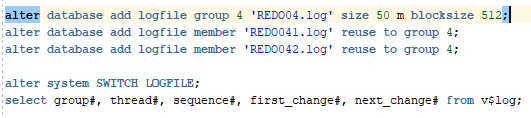 alter database add logfile group 4 'REDO04.log' size 50 m blocksize 512;
alter database add logfile member 'REDO041.log' reuse to group 4;
alter database add logfile member 'REDO042.log' reuse to group 4;
alter system SWITCH LOGFILE;
select group#, thread#, sequence#, first_change#, next_change# from v$log;